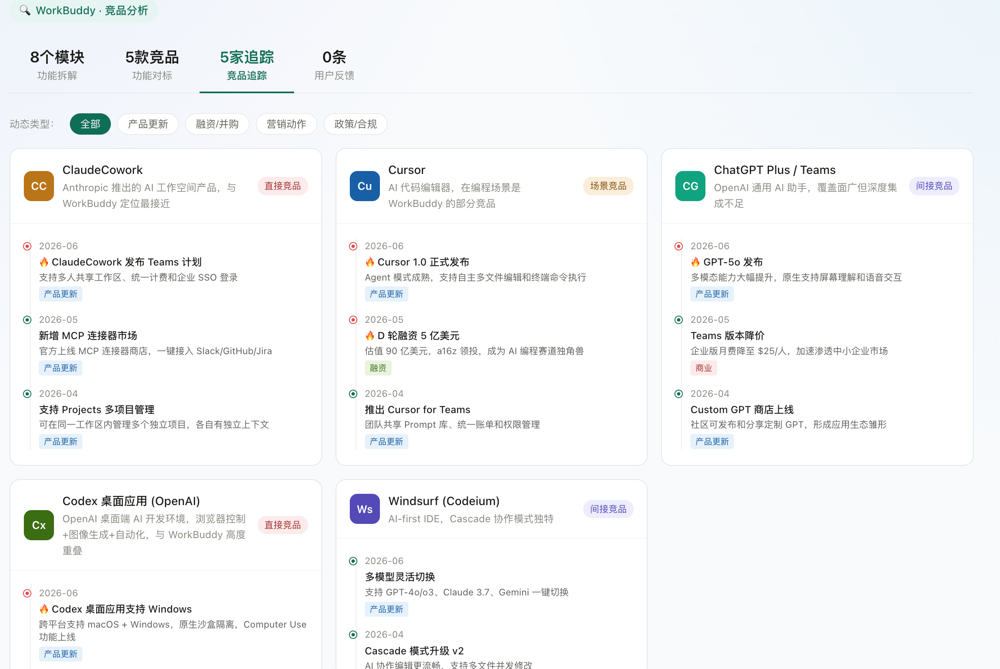 WorkBuddy · 竞品分析
8个模块
功能拆解
5款竞品
功能对标
5家追踪
竞品追踪
0条
用户反馈
动态类型：
全部
产品更新
融资/并购
营销动作
政策/合规
CC
ClaudeCowork
Anthropic 推出的 AI 工作空间产品，与
WorkBuddy 定位最接近
直接竞品
2026-06
🔥 ClaudeCowork 发布 Teams 计划
支持多人共享工作区、统一计费和企业 SSO 登录
产品更新
2026-05
新增 MCP 连接器市场
官方上线 MCP 连接器商店，一键接入 Slack/GitHub/Jira
产品更新
2026-04
支持 Projects 多项目管理
可在同一工作区内管理多个独立项目，各自有独立上下文
产品更新
Cu
Cursor
AI 代码编辑器，在编程场景是
WorkBuddy 的部分竞品
场景竞品
2026-06
🔥 Cursor 1.0 正式发布
Agent 模式成熟，支持自主多文件编辑和终端命令执行
产品更新
2026-05
🔥 D 轮融资 5 亿美元
估值 90 亿美元，a16z 领投，成为 AI 编程赛道独角兽
融资
2026-04
推出 Cursor for Teams
团队共享 Prompt 库、统一账单和权限管理
产品更新
CG
ChatGPT Plus / Teams
OpenAI 通用 AI 助手，覆盖面广但深度集
成不足
间接竞品
2026-06
🔥 GPT-5o 发布
多模态能力大幅提升，原生支持屏幕理解和语音交互
产品更新
2026-05
Teams 版本降价
企业版月费降至 $25/人，加速渗透中小企业市场
商业
2026-04
Custom GPT 商店上线
社区可发布和分享定制 GPT，形成应用生态雏形
产品更新
Cx
Codex 桌面应用 (OpenAI)
OpenAI 桌面端 AI 开发环境，浏览器控制
+图像生成+自动化，与 WorkBuddy 高度
重叠
直接竞品
2026-06
🔥 Codex 桌面应用支持 Windows
跨平台支持 macOS + Windows，原生沙盒隔离，Computer Use
功能上线
产品更新
Ws
Windsurf (Codeium)
AI-first IDE，Cascade 协作模式独特
间接竞品
2026-06
多模型灵活切换
支持 GPT-4o/o3、Claude 3.7、Gemini 一键切换
产品更新
2026-04
Cascade 模式升级 v2
AI 协作编辑更流畅，支持多文件并发修改